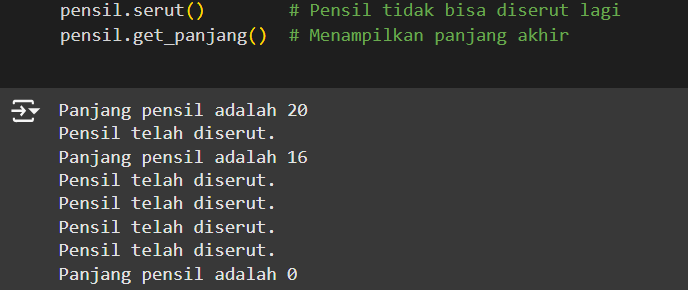 pensil.serut()        # Pensil tidak bisa diserut lagi
pensil.get_panjang()  # Menampilkan panjang akhir
Panjang pensil adalah 20
Pensil telah diserut.
Panjang pensil adalah 16
Pensil telah diserut.
Pensil telah diserut.
Pensil telah diserut.
Pensil telah diserut.
Panjang pensil adalah 0